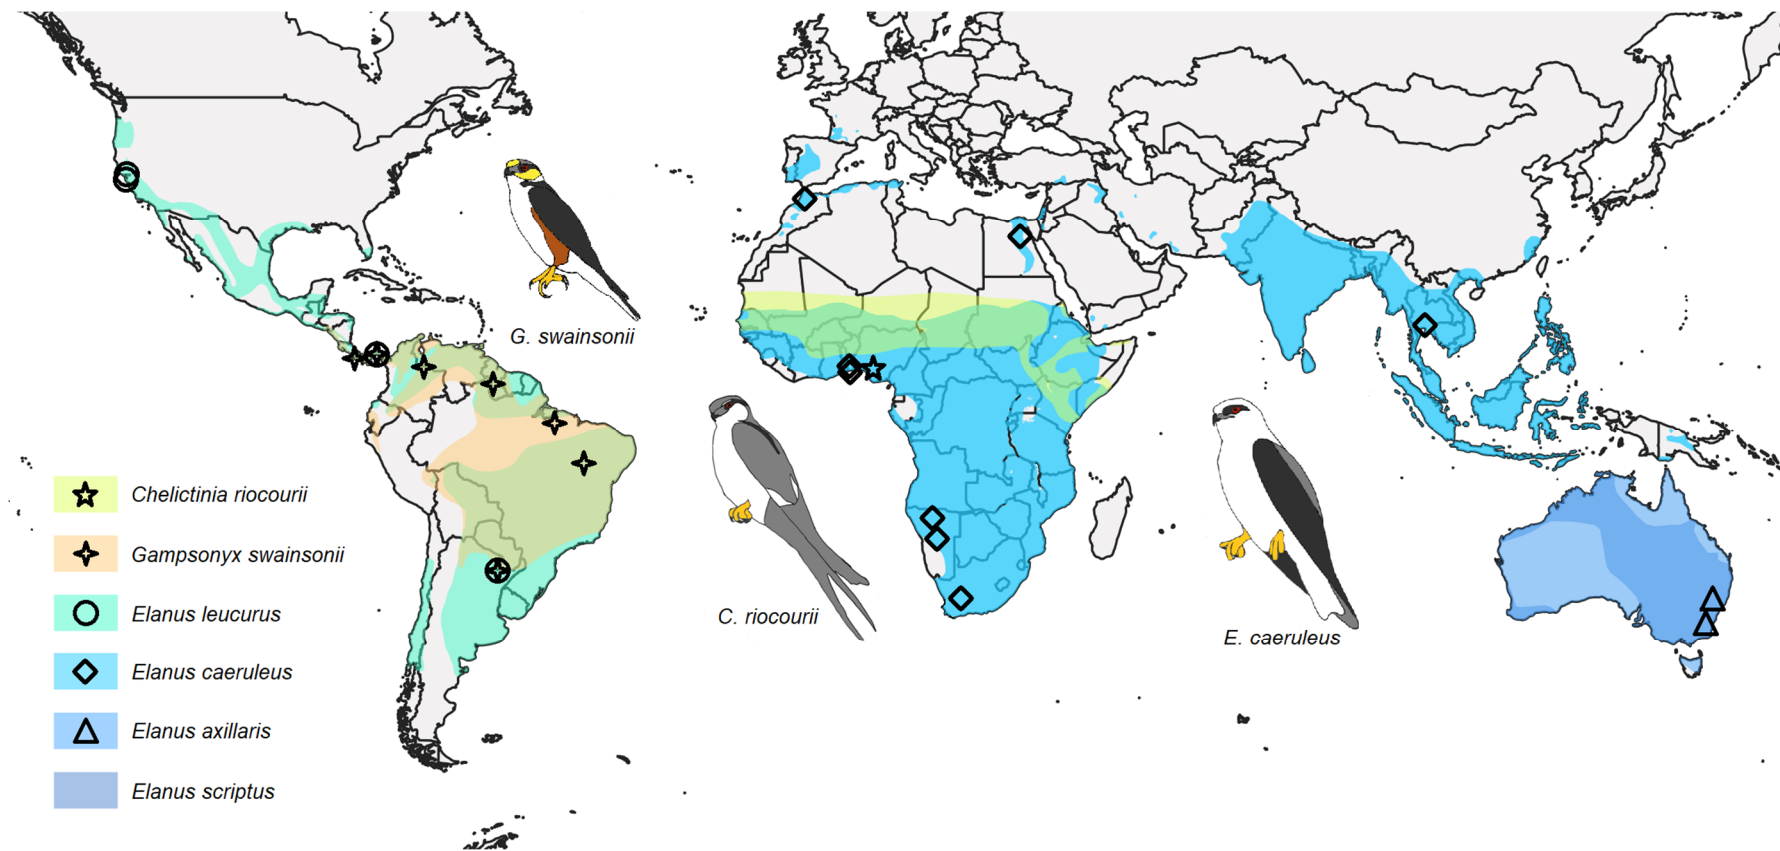 G. swainsonii
C. riocourii
E. caeruleus
Chelictinia riocourii
Gampsonyx swainsonii
Elanus leucurus
Elanus caeruleus
Elanus axillaris
Elanus scriptus